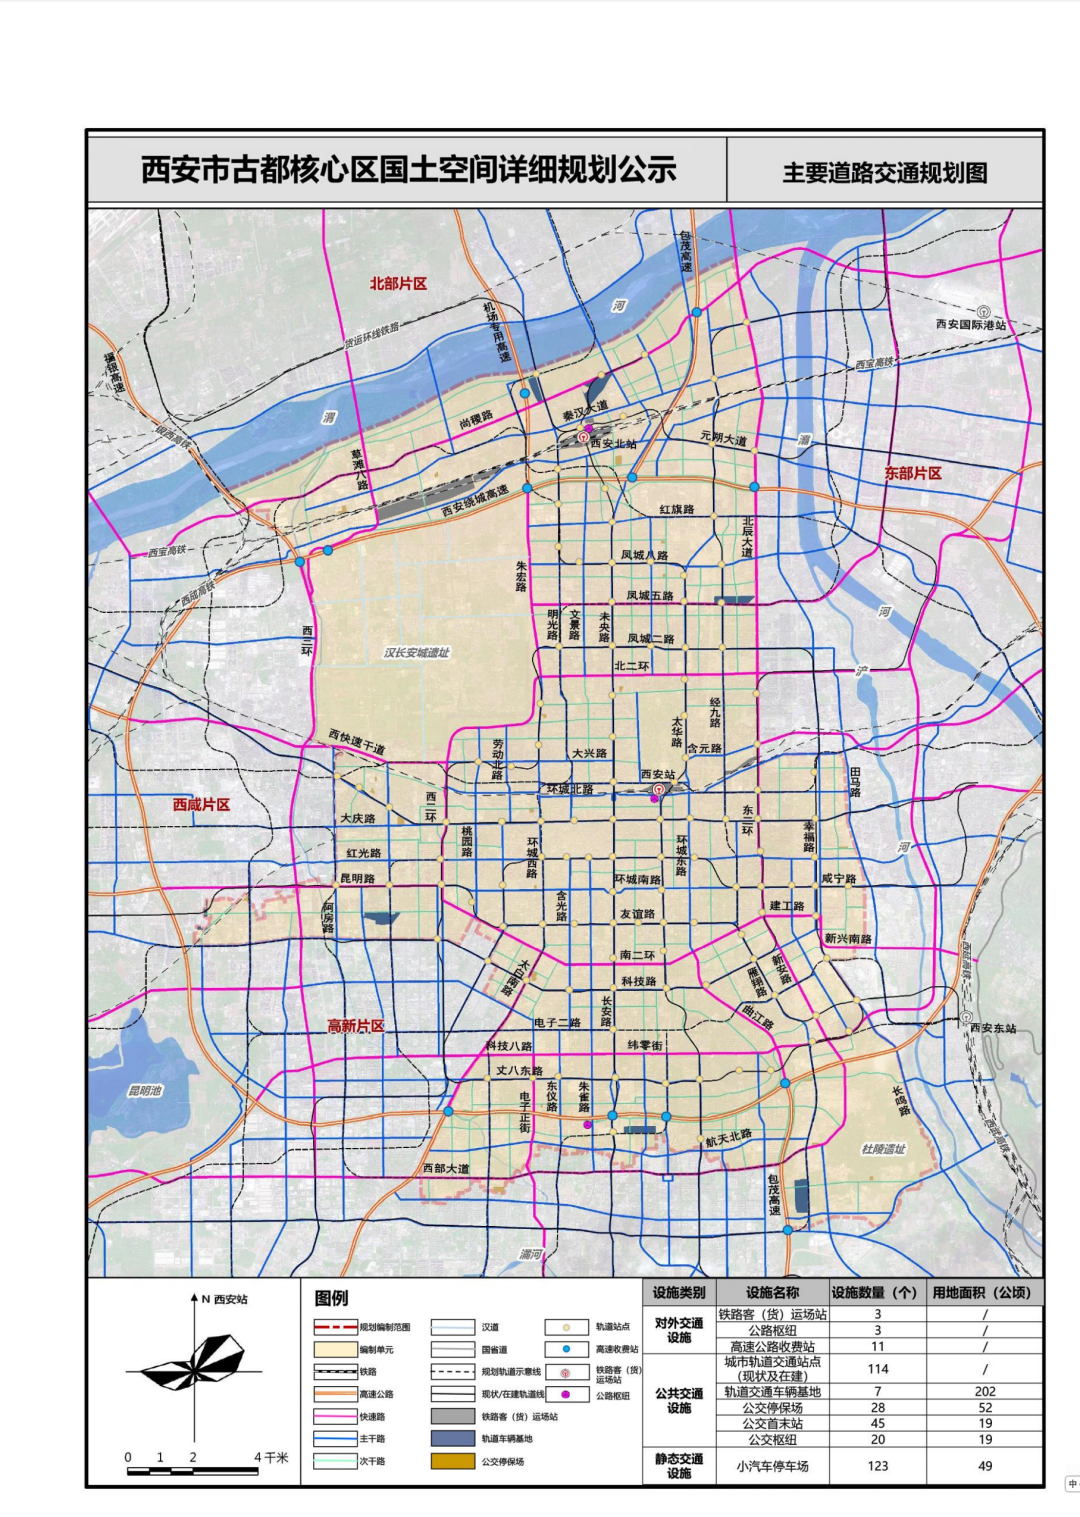 西安市古都核心区国土空间详细规划公示
主要道路交通规划图
包茂高速
北部片区
河
机场专用高速
货运环线铁路
西安国际港站
福银高速
西宝高铁
渭
尚稷路
秦汉大道
西安北站
元朔大道
灞
银西高铁
草滩八路
东部片区
西安绕城高速
红旗路
北辰大道
西宝高铁
凤城八路
朱宏路
西成高铁
凤城五路
河
明光路
文景路
未央路
西三环
凤城二路
汉长安城遗址
北二环
浐
经九路
太华路
西快速干道
劳动北路
大兴路
含元路
西安站
田马路
环城北路
西咸片区
西二环
东二环
大庆路
桃园路
环城西路
环城东路
幸福路
河
红光路
昆明路
环城南路
咸宁路
阿房路
含光路
友谊路
建工路
新兴南路
南二环
太白南路
科技路
雁翔路
新安路
西延高铁
长安路
曲江路
高新片区
电子二路
西安东站
科技八路
纬零街
丈八东路
昆明池
电子正街
东仪路
朱雀路
长鸣路
航天北路
杜陵遗址
西部大道
包茂高速
潏河
N 西安站
0 1 2 4 千米
图例
规划编制范围
编制单元
铁路
高速公路
快速路
主干路
次干路
汉道
国省道
规划轨道示意线
现状/在建轨道线
铁路客（货）运场站
轨道车辆基地
公交停保场
轨道站点
高速收费站
铁路客（货）
运场站
公路枢纽
设施类别 设施名称 设施数量（个） 用地面积（公顷）
对外交通设施 铁路客（货）运场站 3 /
公路枢纽 3 /
高速公路收费站 11 /
公共交通设施 城市轨道交通站点（现状及在建） 114 /
轨道交通车辆基地 7 202
公交停保场 28 52
公交首末站 45 19
公交枢纽 20 19
静态交通设施 小汽车停车场 123 49
中